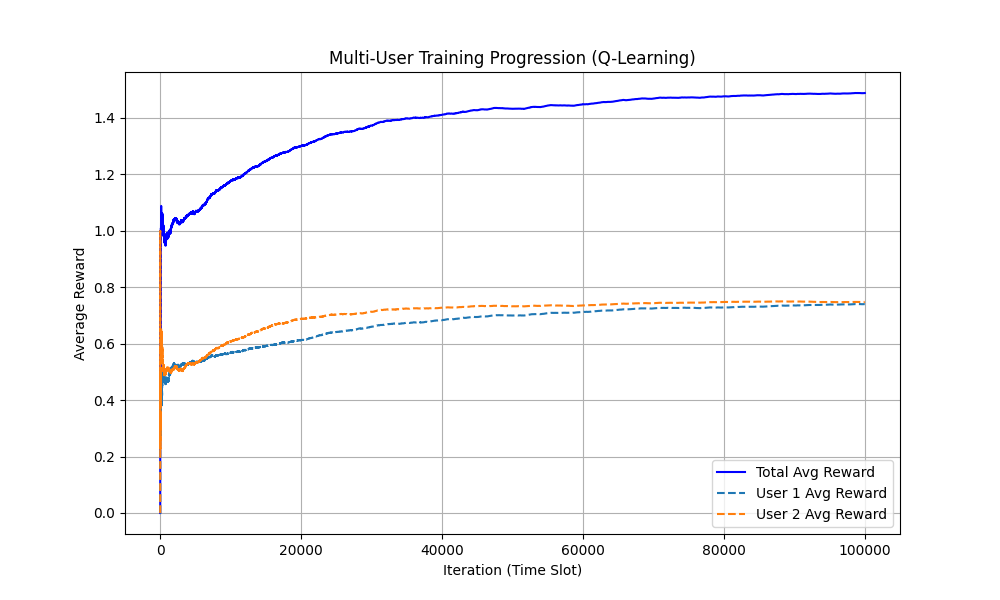 Multi-User Training Progression (Q-Learning)
Average Reward
1.4
1.2
1.0
0.8
0.6
0.4
0.2
0.0
Total Avg Reward
User 1 Avg Reward
User 2 Avg Reward
0 20000 40000 60000 80000 100000
Iteration (Time Slot)